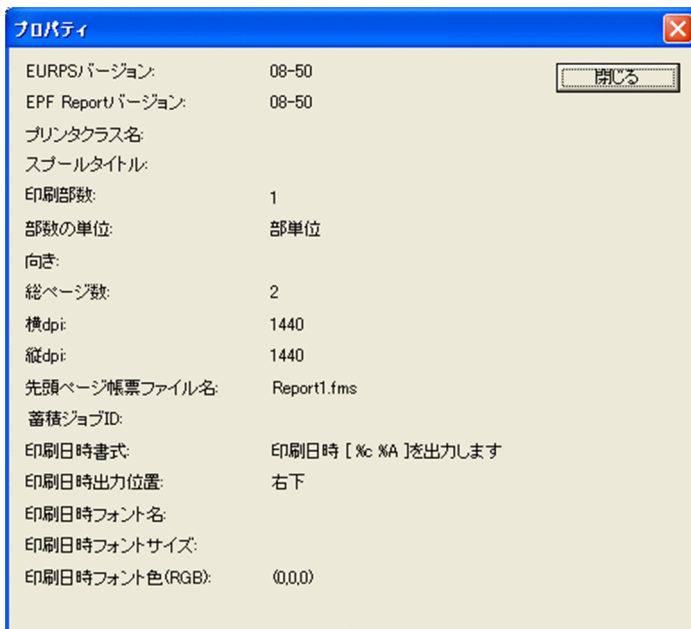 プロパティ
EURPSバージョン: 08-50 閉じる
EPF Reportバージョン: 08-50
プリンタクラス名:
スプールタイトル:
印刷部数: 1
部数の単位: 部単位
向き:
総ページ数: 2
横dpi: 1440
縦dpi: 1440
先頭ページ帳票ファイル名: Report1.fms
蓄積ジョブID:
印刷日時書式: 印刷日時 [ %c %A ]を出力します
印刷日時出力位置: 右下
印刷日時フォント名:
印刷日時フォントサイズ:
印刷日時フォント色(RGB): (0,0,0)